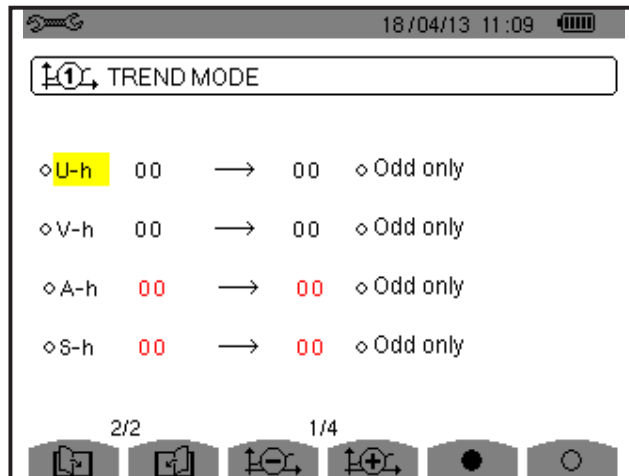 18/04/13 11:09
1 TREND MODE
U-h 00 → 00 Odd only
V-h 00 → 00 Odd only
A-h 00 → 00 Odd only
S-h 00 → 00 Odd only
2/2 1/4